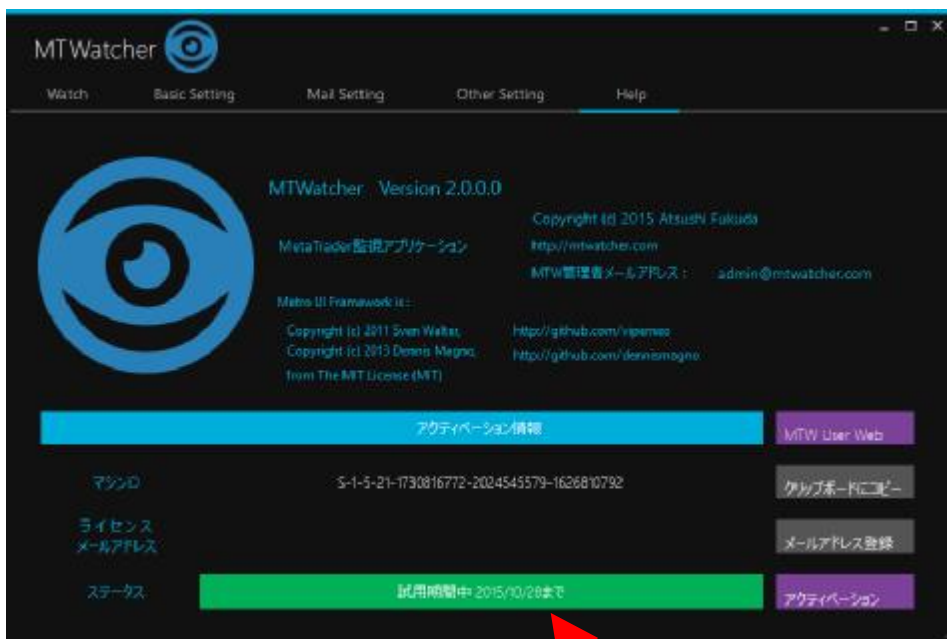 MTWatcher
Watch Basic Setting Mail Setting Other Setting Help
MTWatcher Version 2.0.0.0
Copyright (c) 2015 Atsushi Fukuda
MetaTrader監視アプリケーション http://mtwatcher.com
MTW管理者メールアドレス： admin@mtwatcher.com
Metro UI Framework is :
Copyright (c) 2011 Sven Walter, http://github.com/viperneo
Copyright (c) 2013 Dennis Magno, http://github.com/dennismagno
from The MIT License (MIT)
アクティベーション情報 MTW User Web
マシンID S-1-5-21-1730816772-2024545579-1626810792 クリップボードにコピー
ライセンス
メールアドレス メールアドレス登録
ステータス 試用期間中 2015/10/28まで アクティベーション